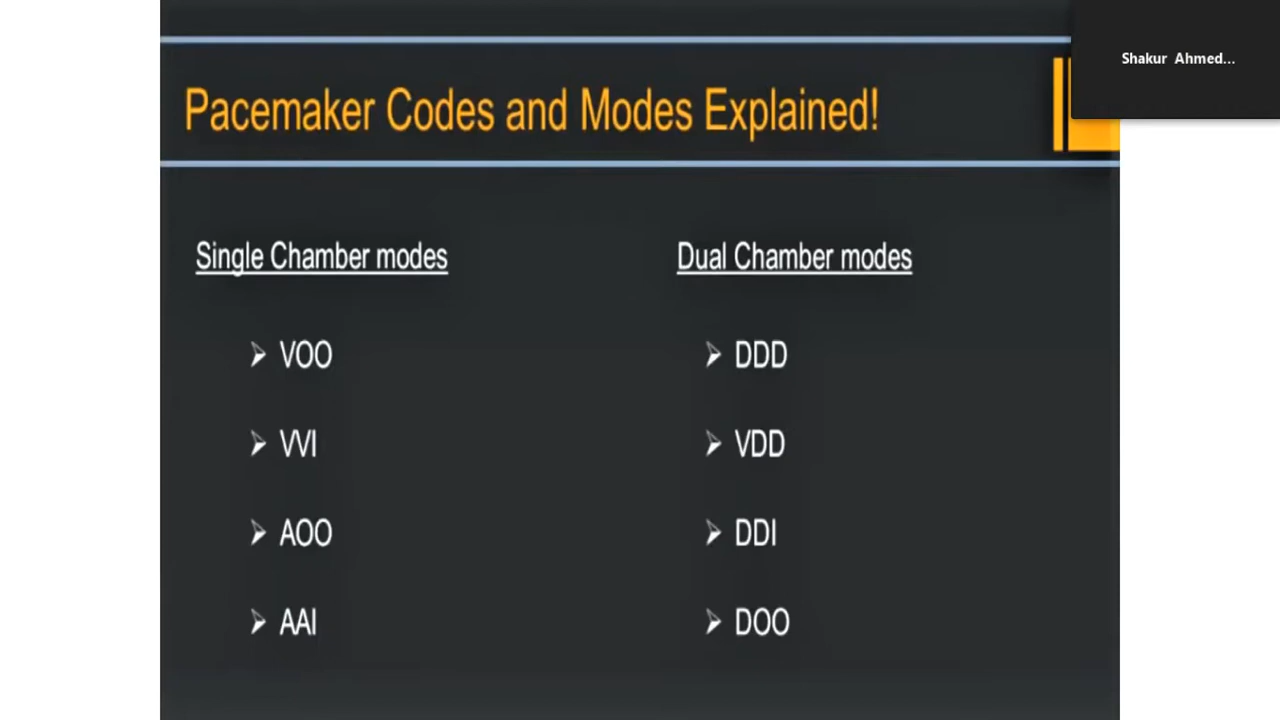 Shakur Ahmed...
Pacemaker Codes and Modes Explained!
Single Chamber modes
VOO
VVI
AOO
AAI
Dual Chamber modes
DDD
VDD
DDI
DOO